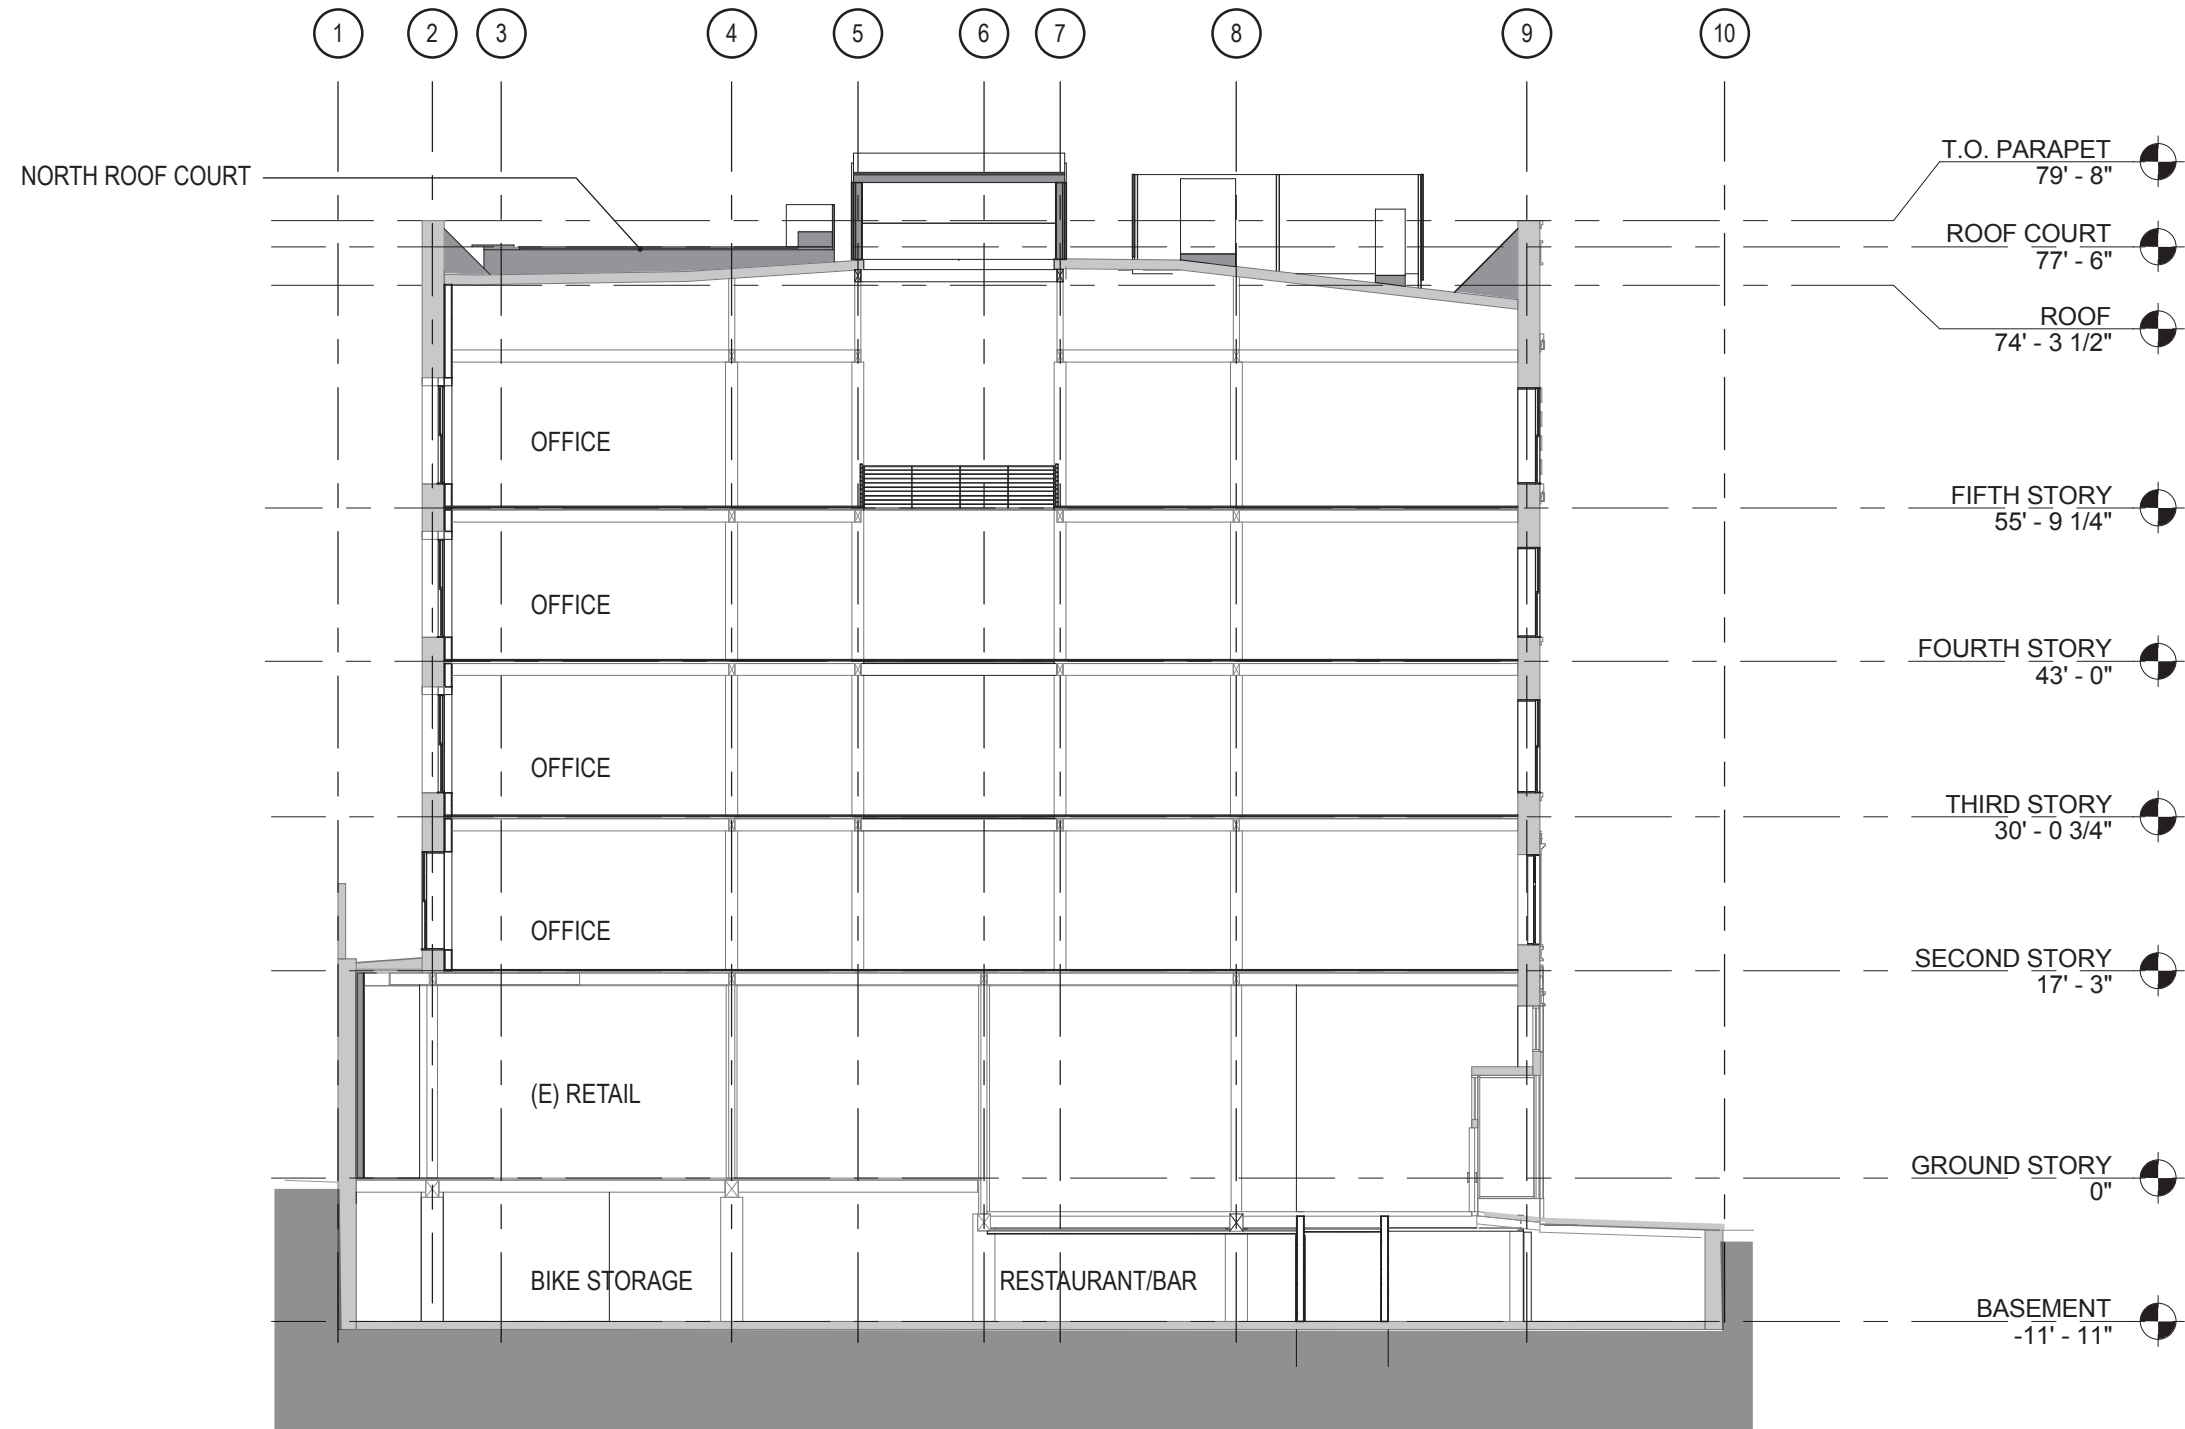 1 2 3 4 5 6 7 8 9 10
T.O. PARAPET
79' - 8"
NORTH ROOF COURT
ROOF COURT
77' - 6"
ROOF
74' - 3 1/2"
OFFICE
FIFTH STORY
55' - 9 1/4"
OFFICE
FOURTH STORY
43' - 0"
OFFICE
THIRD STORY
30' - 0 3/4"
OFFICE
SECOND STORY
17' - 3"
(E) RETAIL
GROUND STORY
0"
BIKE STORAGE
RESTAURANT/BAR
BASEMENT
-11' - 11"